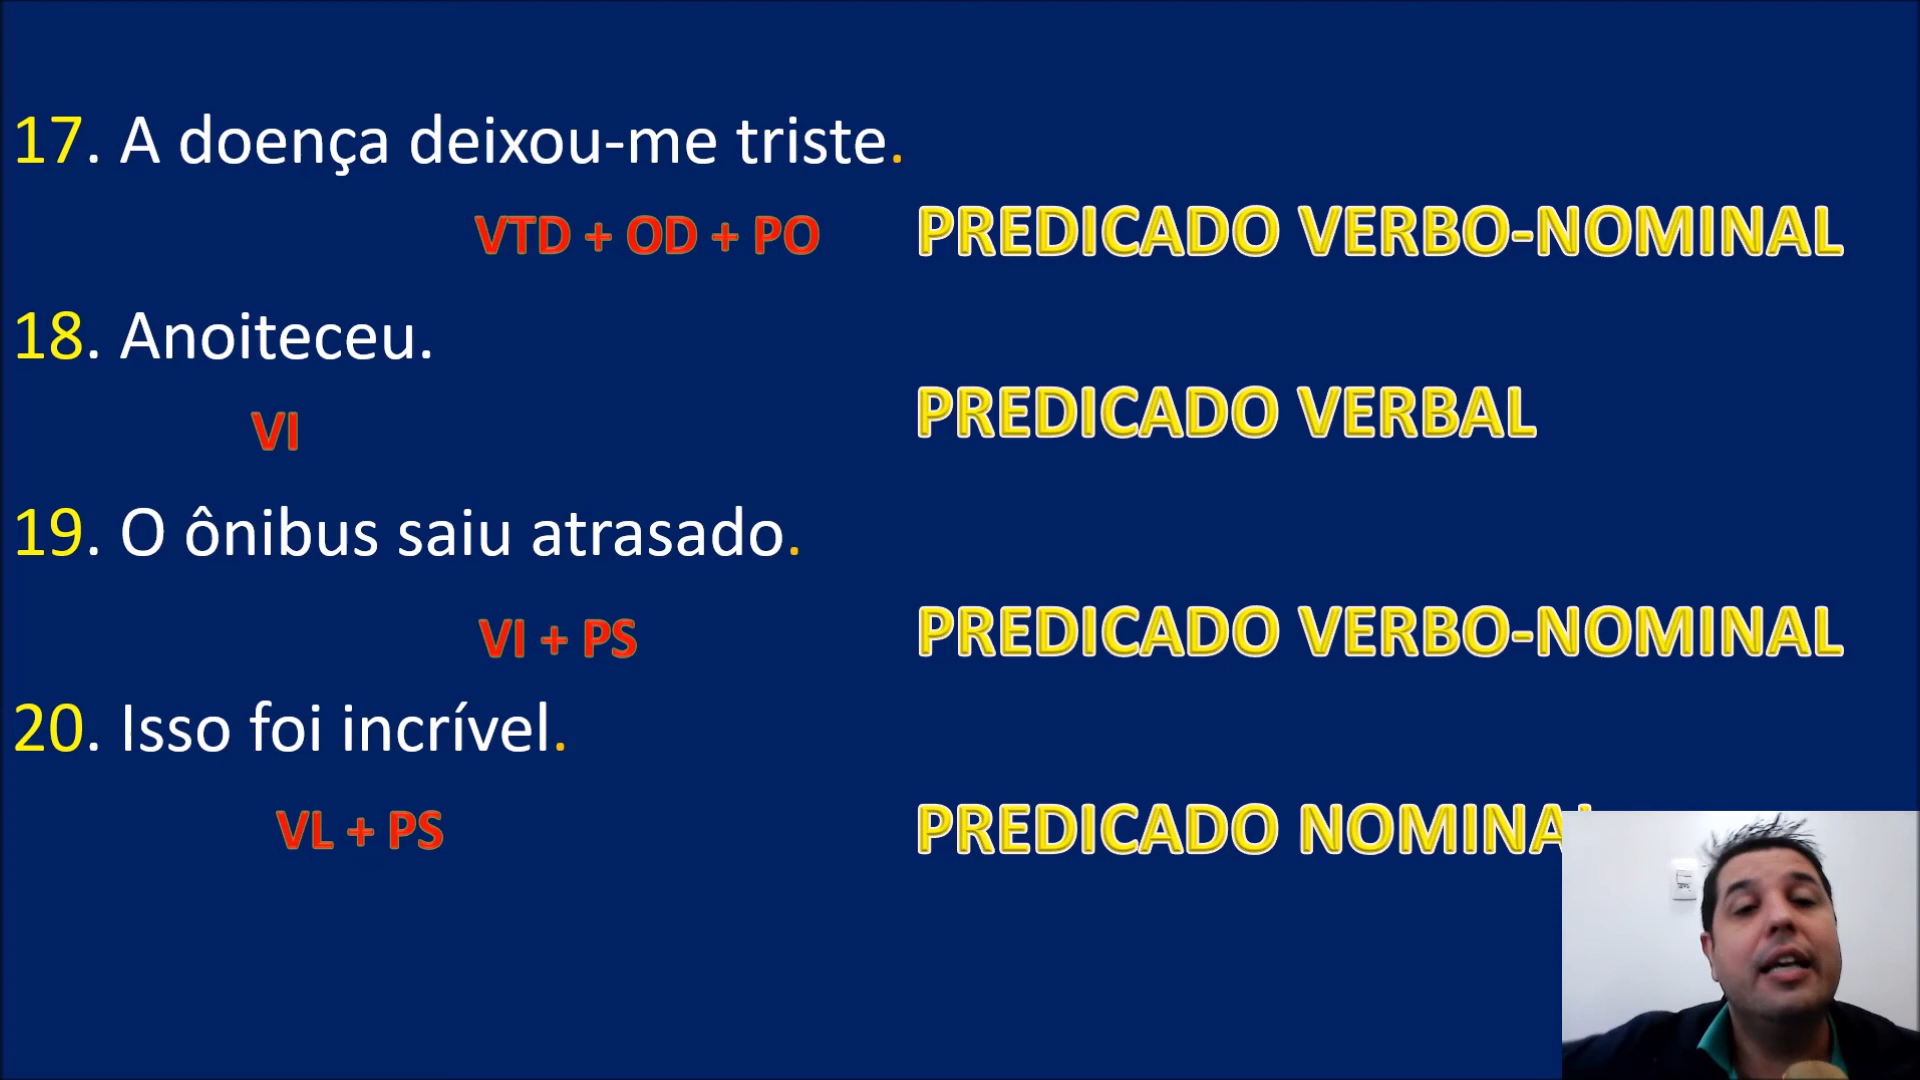 17. A doença deixou-me triste.
VTD + OD + PO PREDICADO VERBO-NOMINAL
18. Anoiteceu.
VI PREDICADO VERBAL
19. O ônibus saiu atrasado.
VI + PS PREDICADO VERBO-NOMINAL
20. Isso foi incrível.
VL + PS PREDICADO NOMINAL